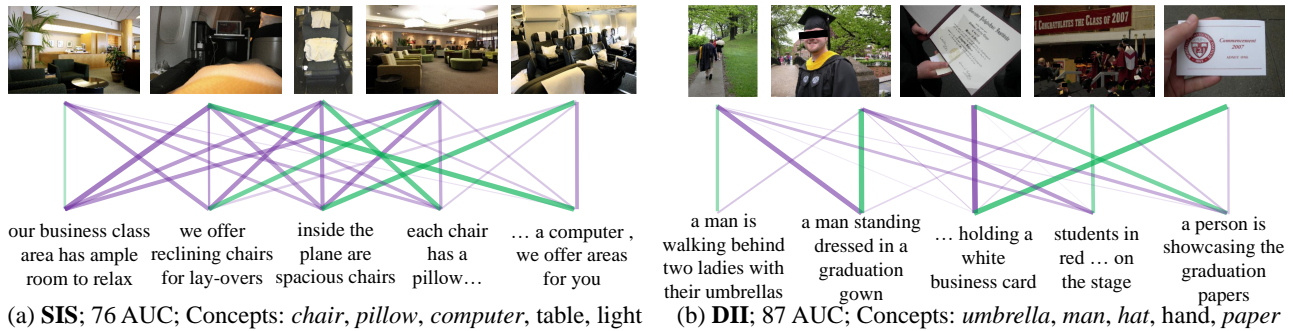 CONGRATULATES THE CLASS OF 2007
Commencement
2007
our business class
area has ample
room to relax
we offer
reclining chairs
for lay-overs
inside the
plane are
spacious chairs
each chair
has a
pillow…
… a computer ,
we offer areas
for you
a man is
walking behind
two ladies with
their umbrellas
a man standing
dressed in a
graduation
gown
… holding a
white
business card
students in
red … on
the stage
a person is
showcasing the
graduation
papers
(a) SIS; 76 AUC; Concepts: chair, pillow, computer, table, light
(b) DII; 87 AUC; Concepts: umbrella, man, hat, hand, paper